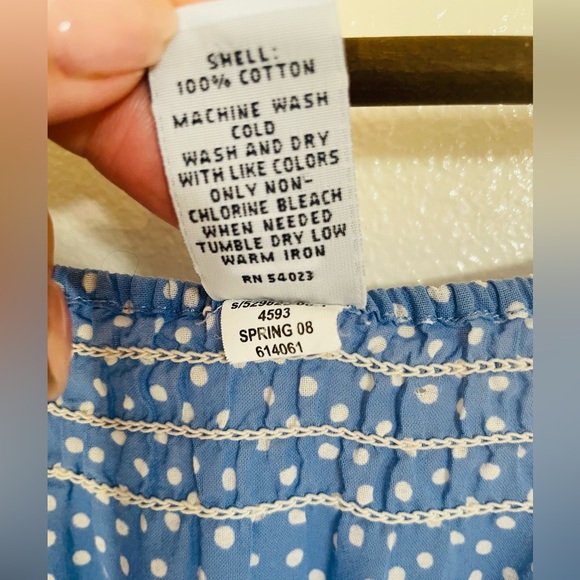 SHELL:
100% COTTON
MACHINE WASH
COLD
WASH AND DRY
WITH LIKE COLORS
ONLY NON-
CHLORINE BLEACH
WHEN NEEDED
TUMBLE DRY LOW
WARM IRON
RN 54023
4593
SPRING 08
614061